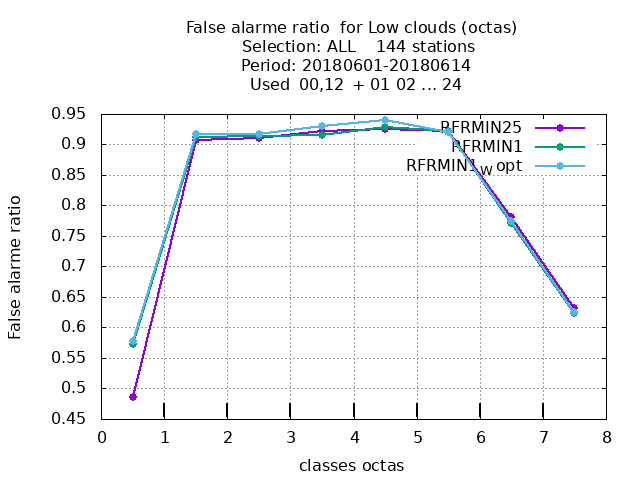 False alarme ratio  for Low clouds (octas)
Selection: ALL    144 stations
Period: 20180601-20180614
Used  00,12  + 01 02 ... 24
0.95
0.9
0.85
0.8
0.75
0.7
0.65
0.6
0.55
0.5
0.45
False alarme ratio
RFRMIN25
RFRMIN1
RFRMIN1W opt
0 1 2 3 4 5 6 7 8
classes octas